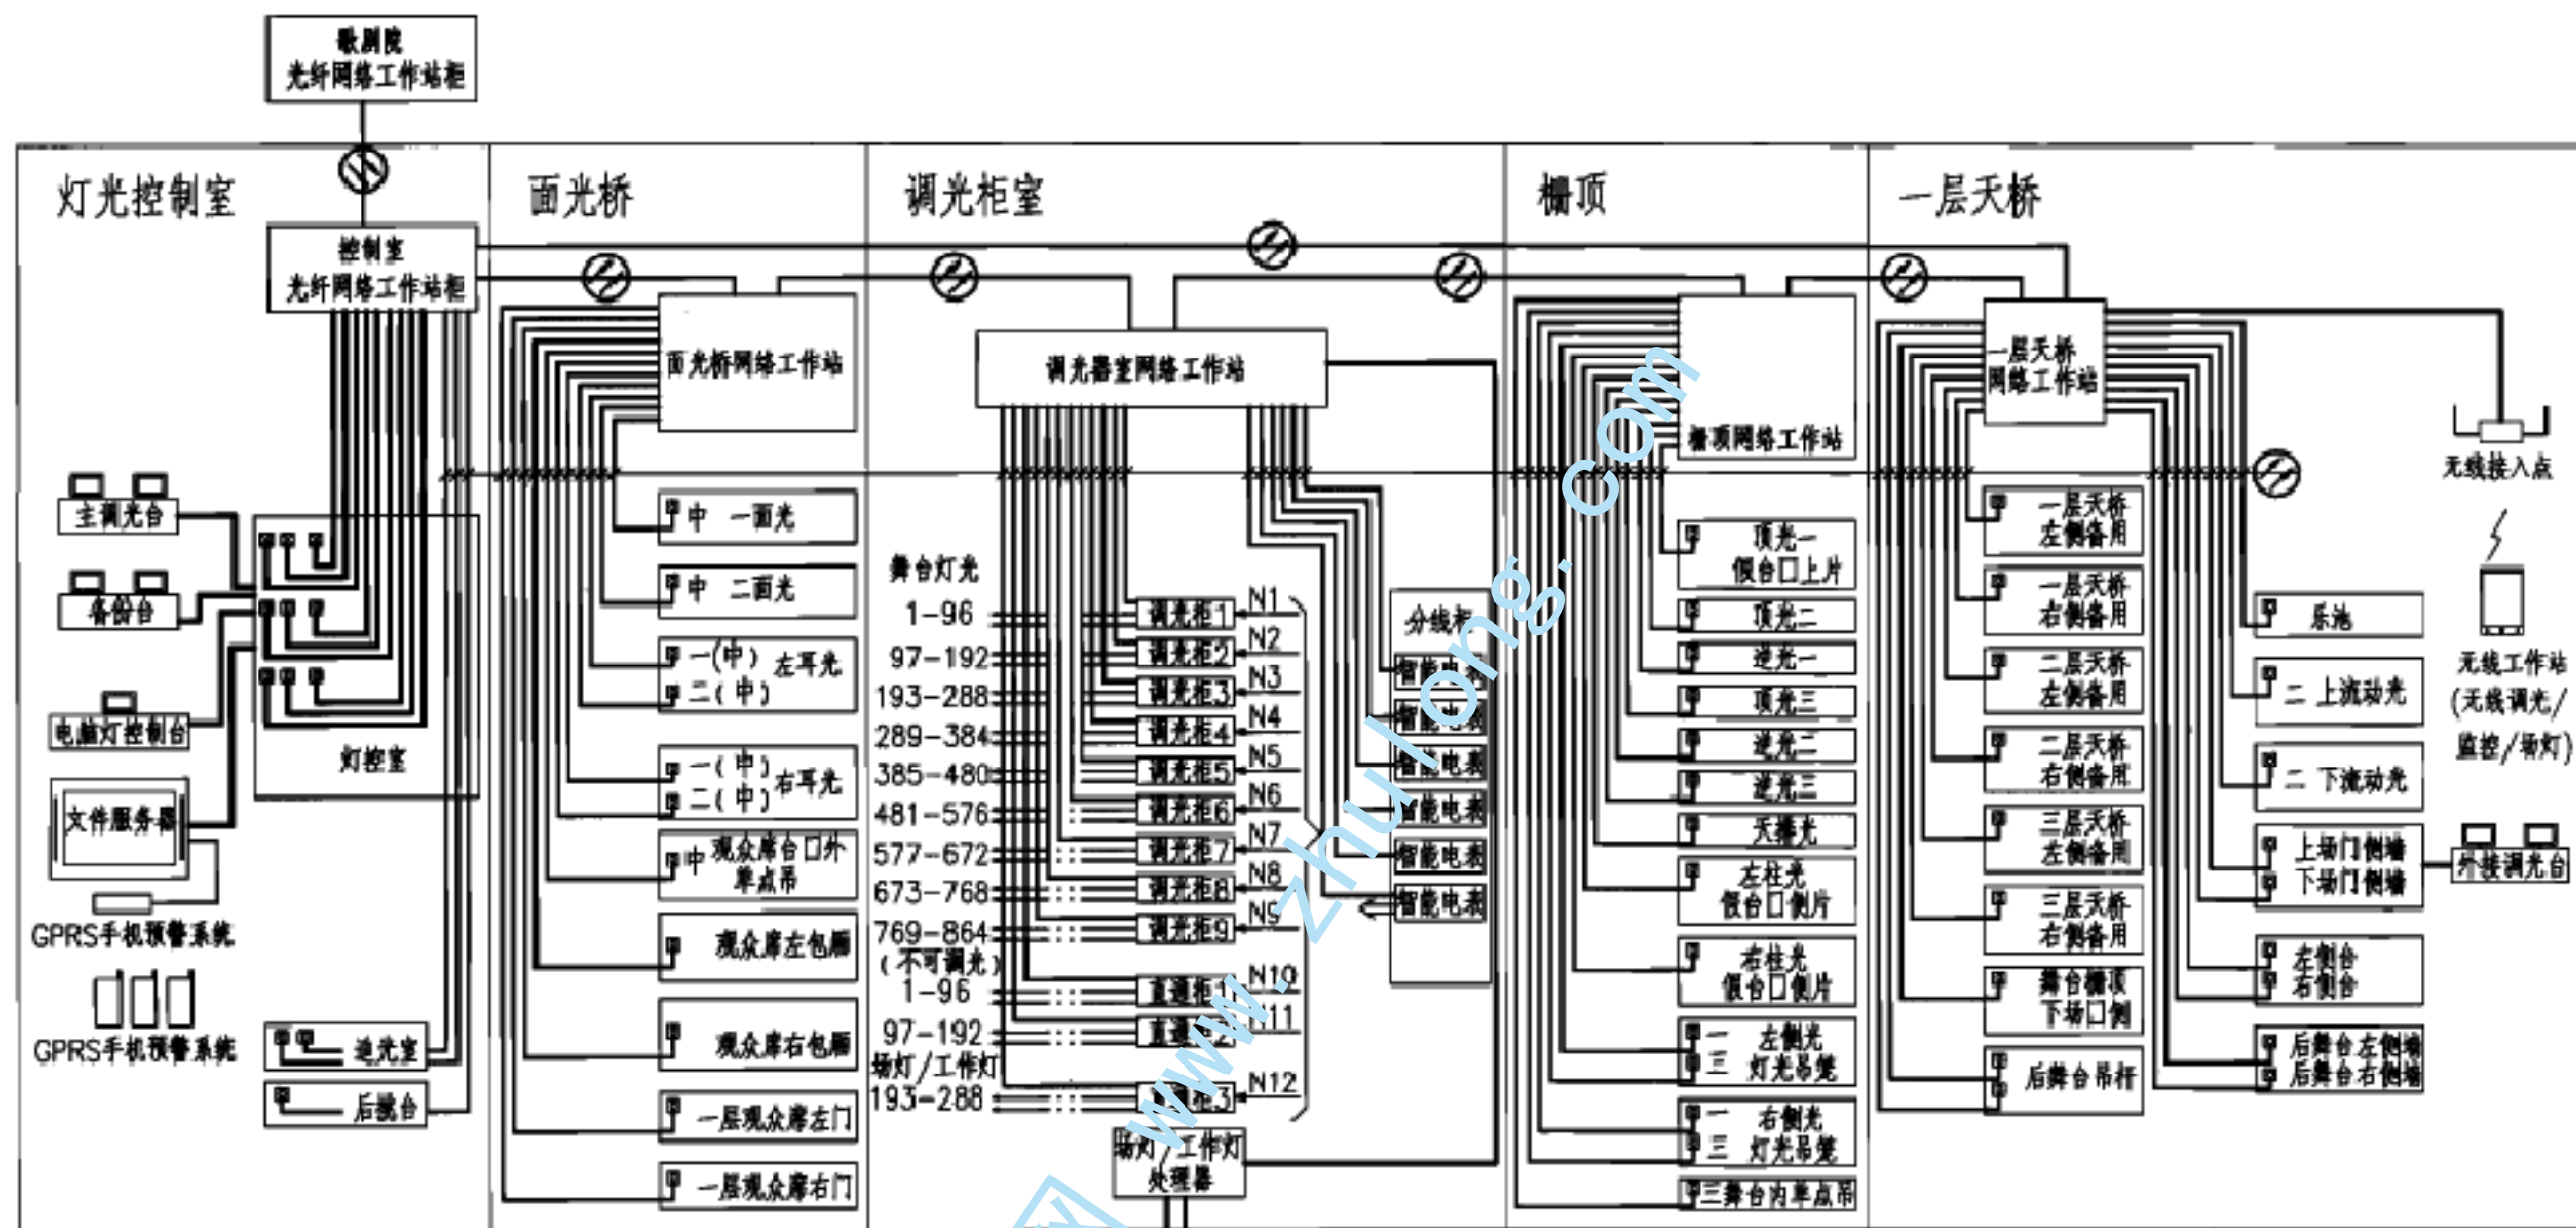 歌剧院
光纤网络工作站柜
灯光控制室
控制室
光纤网络工作站柜
主调光台
备份台
电脑灯控制台
文件服务器
灯控室
GPRS手机预警系统
GPRS手机预警系统
追光室
后揽台
面光桥
面光桥网络工作站
中 一面光
中 二面光
一(中) 左耳光
二(中)
一(中) 右耳光
二(中)
中 观众席台口外
单点吊
观众席左包厢
观众席右包厢
一层观众席左门
一层观众席右门
调光柜室
调光器室网络工作站
舞台灯光
1-96 调光柜1 N1
97-192 调光柜2 N2
193-288 调光柜3 N3
289-384 调光柜4 N4
385-480 调光柜5 N5
481-576 调光柜6 N6
577-672 调光柜7 N7
673-768 调光柜8 N8
769-864 调光柜9 N9
(不可调光)
1-96 直通柜1 N10
97-192 直通柜2 N11
场灯/工作灯
193-288 直通柜3 N12
场灯/工作灯
处理器
分线柜
智能电表
智能电表
智能电表
智能电表
智能电表
智能电表
栅顶
栅顶网络工作站
顶光一
假台口上片
顶光二
逆光一
顶光三
逆光二
逆光三
天排光
左柱光
假台口侧片
右柱光
假台口侧片
一 左侧光
三 灯光吊笼
一 右侧光
三 灯光吊笼
三舞台内单点吊
一层天桥
一层天桥
网络工作站
一层天桥
左侧备用
一层天桥
右侧备用
二层天桥
左侧备用
二层天桥
右侧备用
三层天桥
左侧备用
三层天桥
右侧备用
舞台栅顶
下场口侧
后舞台吊杆
乐池
二 上流动光
二 下流动光
上场门侧墙
下场门侧墙
左侧台
右侧台
后舞台左侧墙
后舞台右侧墙
无线接入点
无线工作站
(无线调光/
监控/场灯)
外接调光台
www.zhulong.com
网